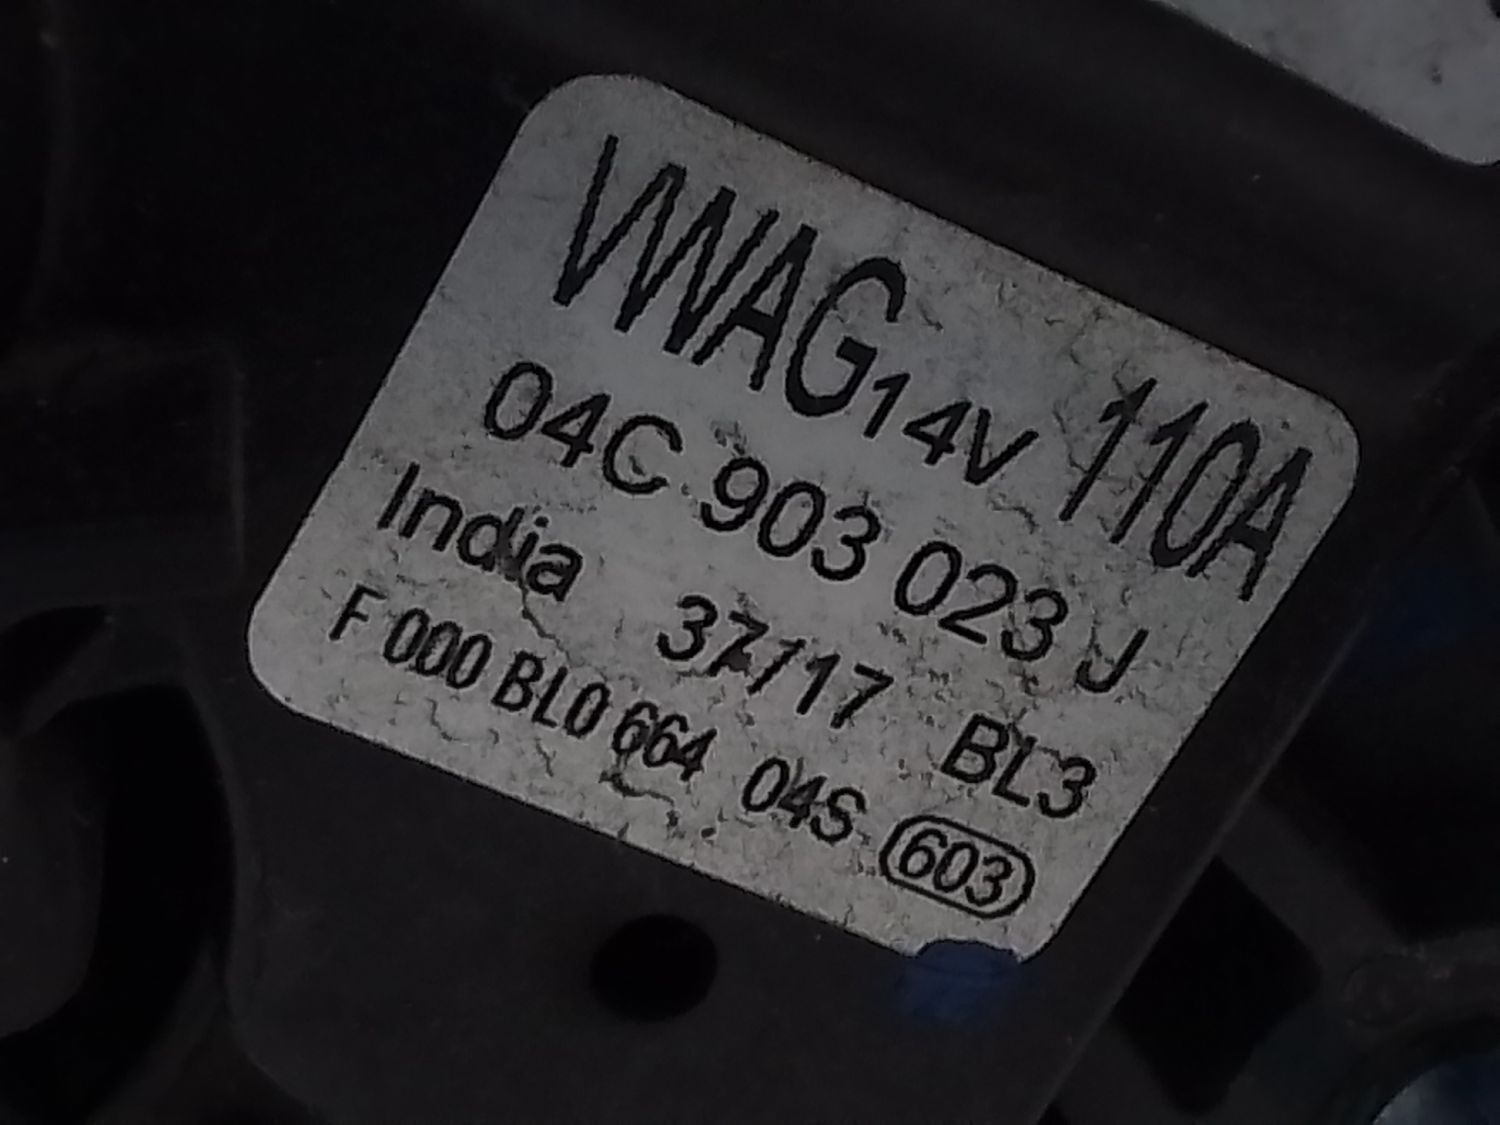 VWAG 14V 110A
04C 903 023 J
India 37/17 BL3
F 000 BL0 664 04S 603